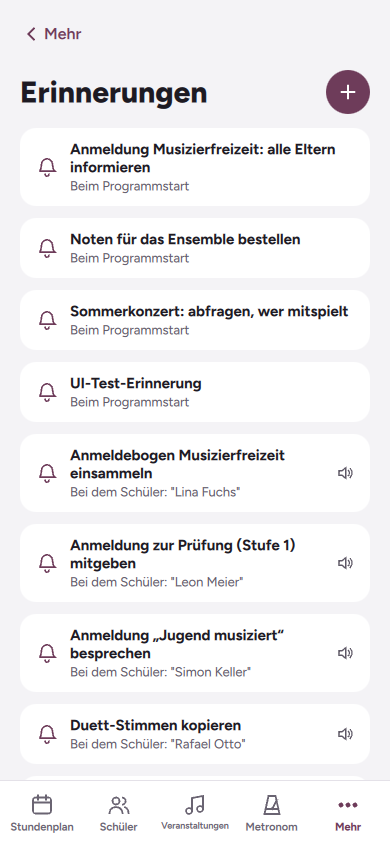 Mehr
Erinnerungen
Anmeldung Musizierfreizeit: alle Eltern
informieren
Beim Programmstart
Noten für das Ensemble bestellen
Beim Programmstart
Sommerkonzert: abfragen, wer mitspielt
Beim Programmstart
UI-Test-Erinnerung
Beim Programmstart
Anmeldebogen Musizierfreizeit
einsammeln
Bei dem Schüler: "Lina Fuchs"
Anmeldung zur Prüfung (Stufe 1)
mitgeben
Bei dem Schüler: "Leon Meier"
Anmeldung „Jugend musiziert“
besprechen
Bei dem Schüler: "Simon Keller"
Duett-Stimmen kopieren
Bei dem Schüler: "Rafael Otto"
Stundenplan
Schüler
Veranstaltungen
Metronom
Mehr